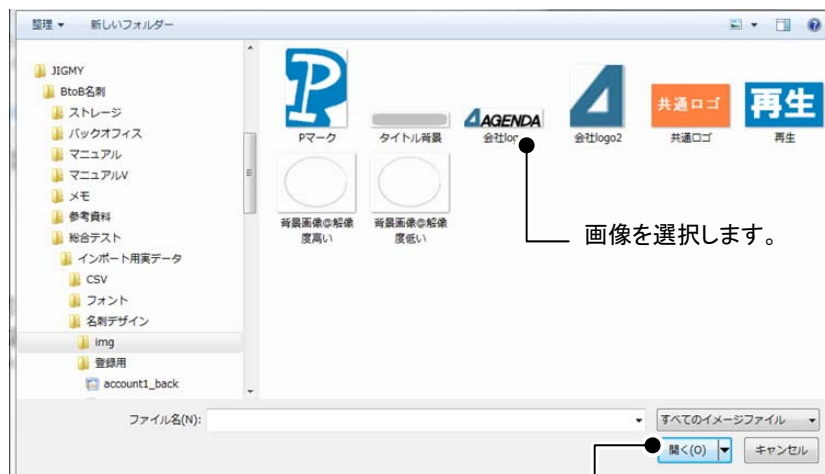 整理 ▼ 新しいフォルダー
JIGMY
BtoB名刺
ストレージ
バックオフィス
マニュアル
マニュアルV
メモ
参考資料
総合テスト
インポート用実データ
CSV
フォント
名刺デザイン
img
登録用
account1_back
P
Pマーク
タイトル背景
AGENDA
会社log
会社logo2
共通ロゴ
共通ロゴ
再生
再生
背景画像@解像
度高い
背景画像@解像
度低い
画像を選択します。
ファイル名(N):
すべてのイメージファイル
開く(O)
キャンセル